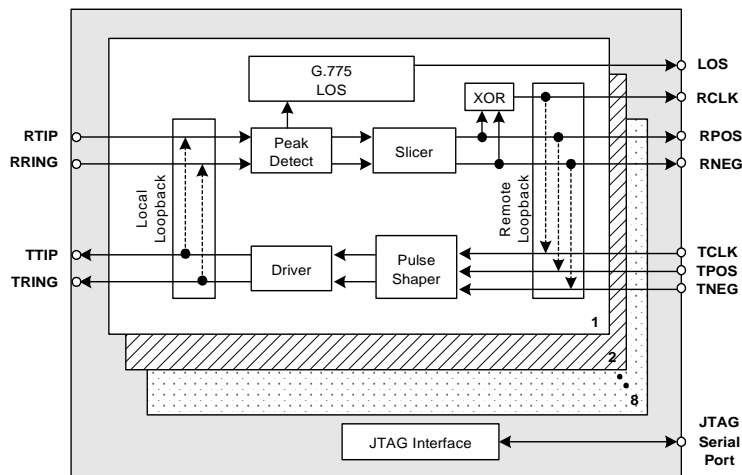 G.775
LOS
LOS
XOR
RCLK
RTIP
RPOS
Peak
Detect
Slicer
RRING
RNEG
Local
Loopback
Remote
Loopback
TTIP
TCLK
Driver
Pulse
Shaper
TPOS
TRING
TNEG
1
2
8
JTAG Interface
JTAG
Serial
Port